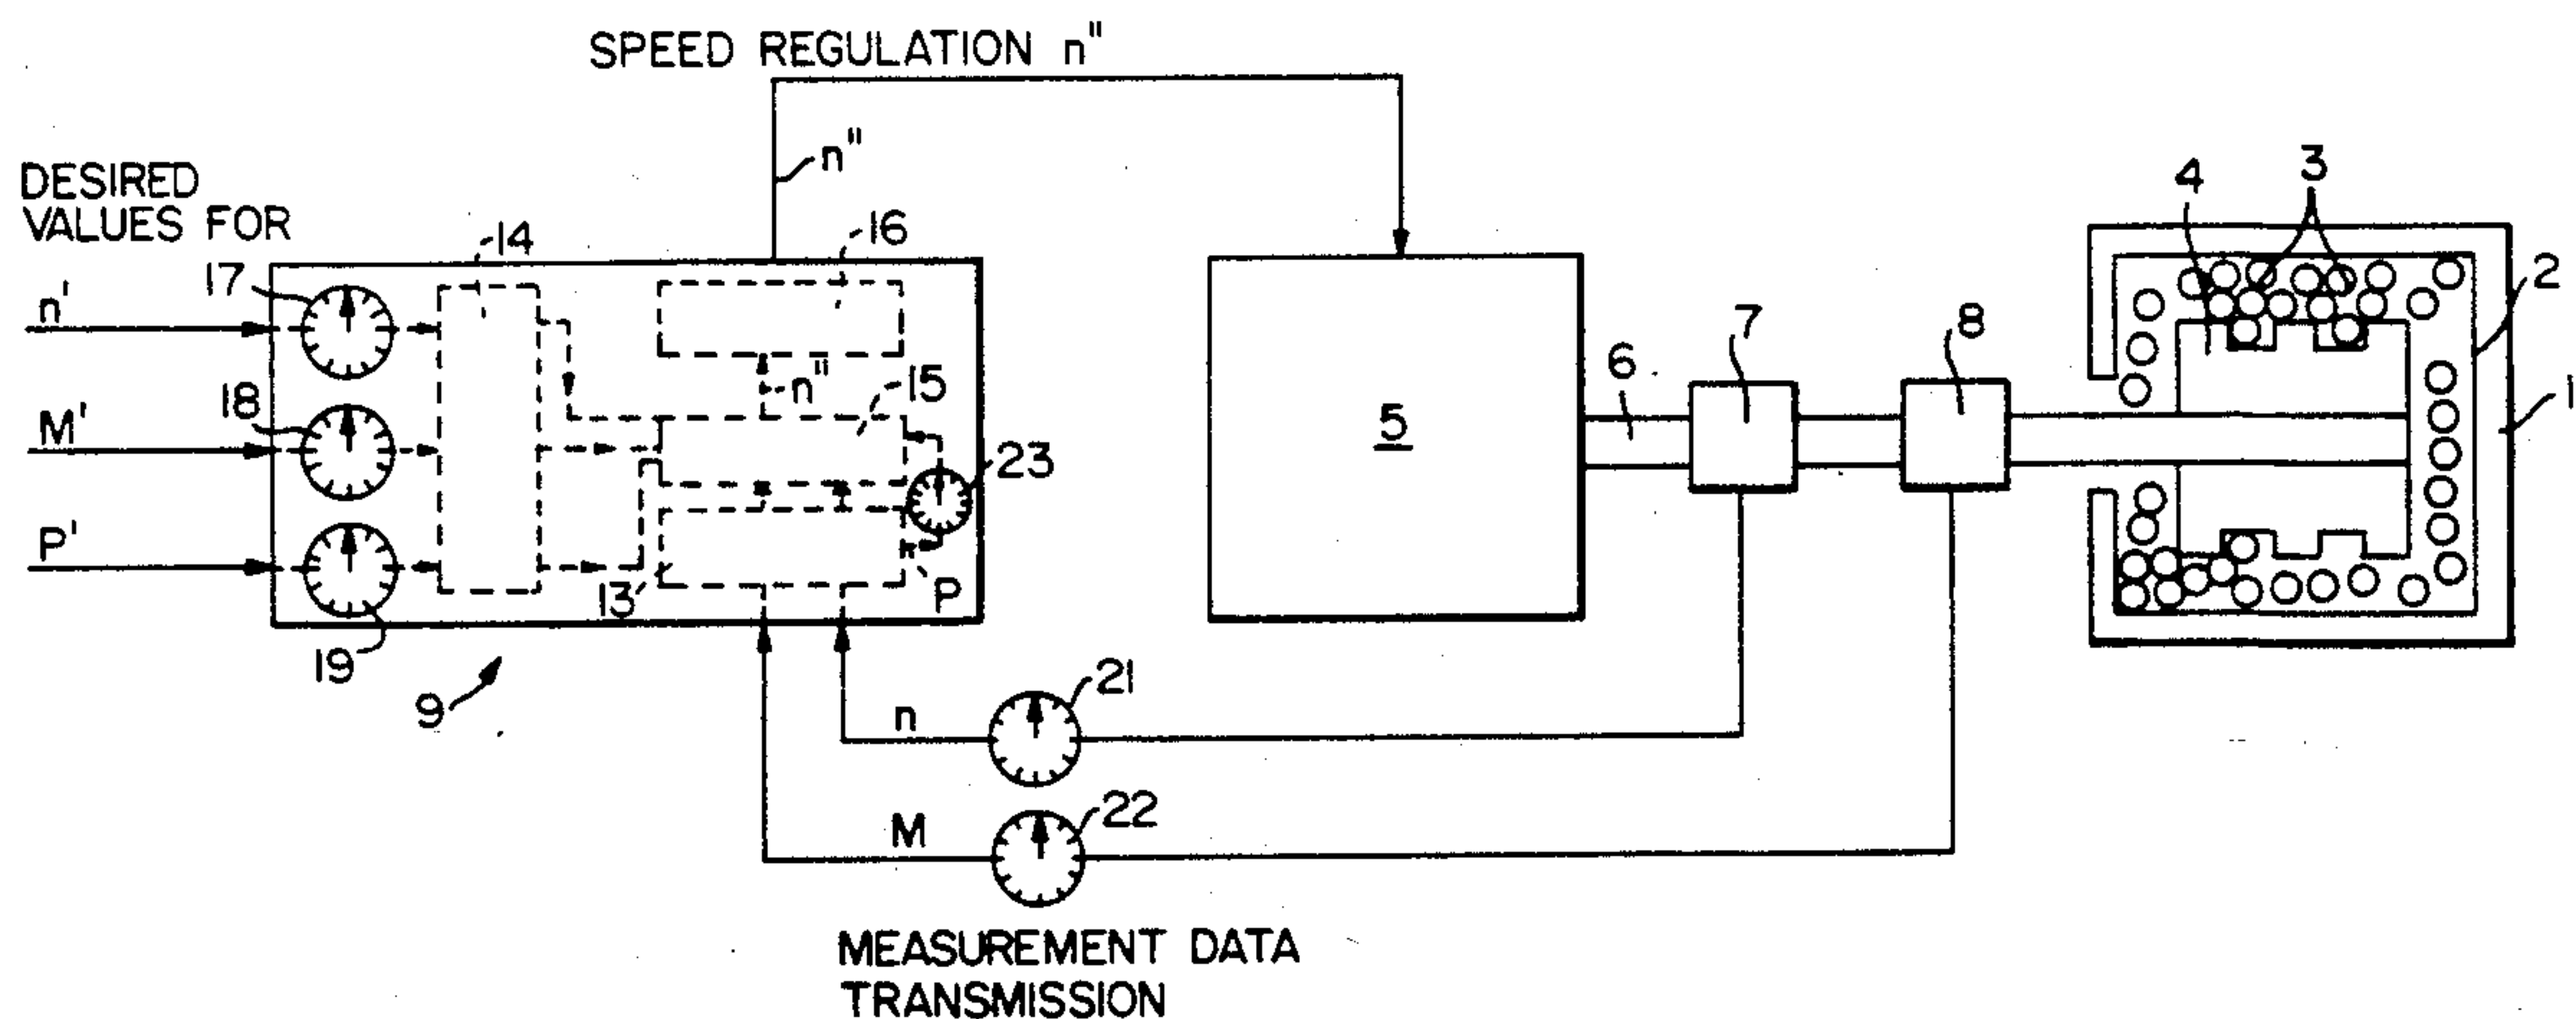 SPEED REGULATION n"
n"
DESIRED
VALUES FOR
n'
M'
P'
17
18
19
14
16
n"
15
23
13
P
9
n
21
M
22
MEASUREMENT DATA
TRANSMISSION
5
6
7
8
4
3
2
1